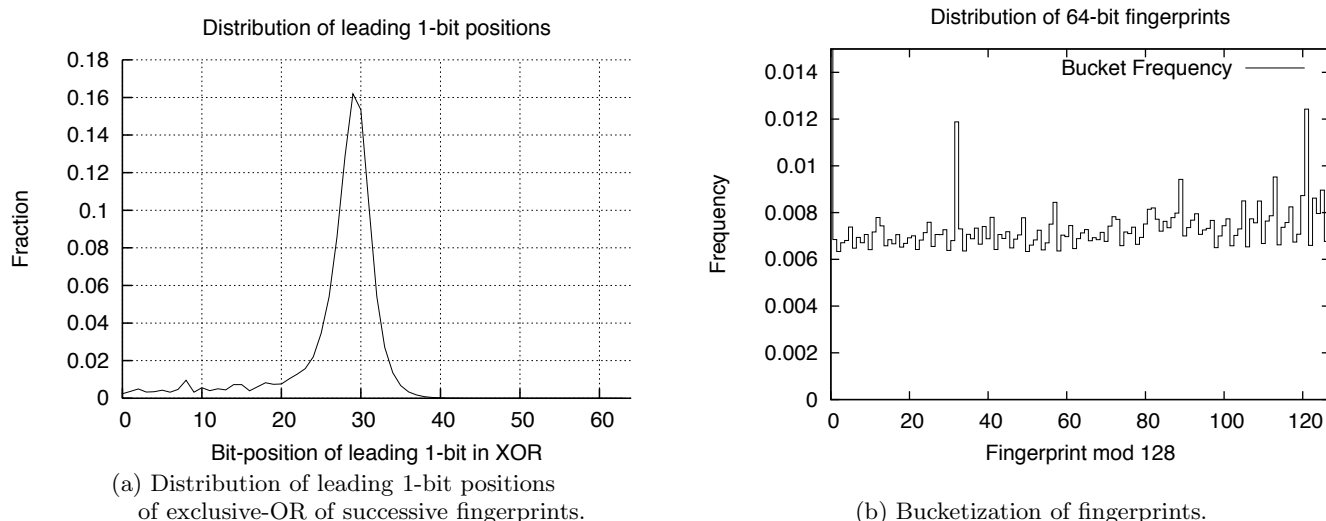 Distribution of leading 1-bit positions
0.18
0.16
0.14
0.12
0.1
0.08
0.06
0.04
0.02
0
Fraction
0 10 20 30 40 50 60
Bit-position of leading 1-bit in XOR
(a) Distribution of leading 1-bit positions
of exclusive-OR of successive fingerprints.
Distribution of 64-bit fingerprints
Bucket Frequency
0.014
0.012
0.01
0.008
0.006
0.004
0.002
0
Frequency
0 20 40 60 80 100 120
Fingerprint mod 128
(b) Bucketization of fingerprints.